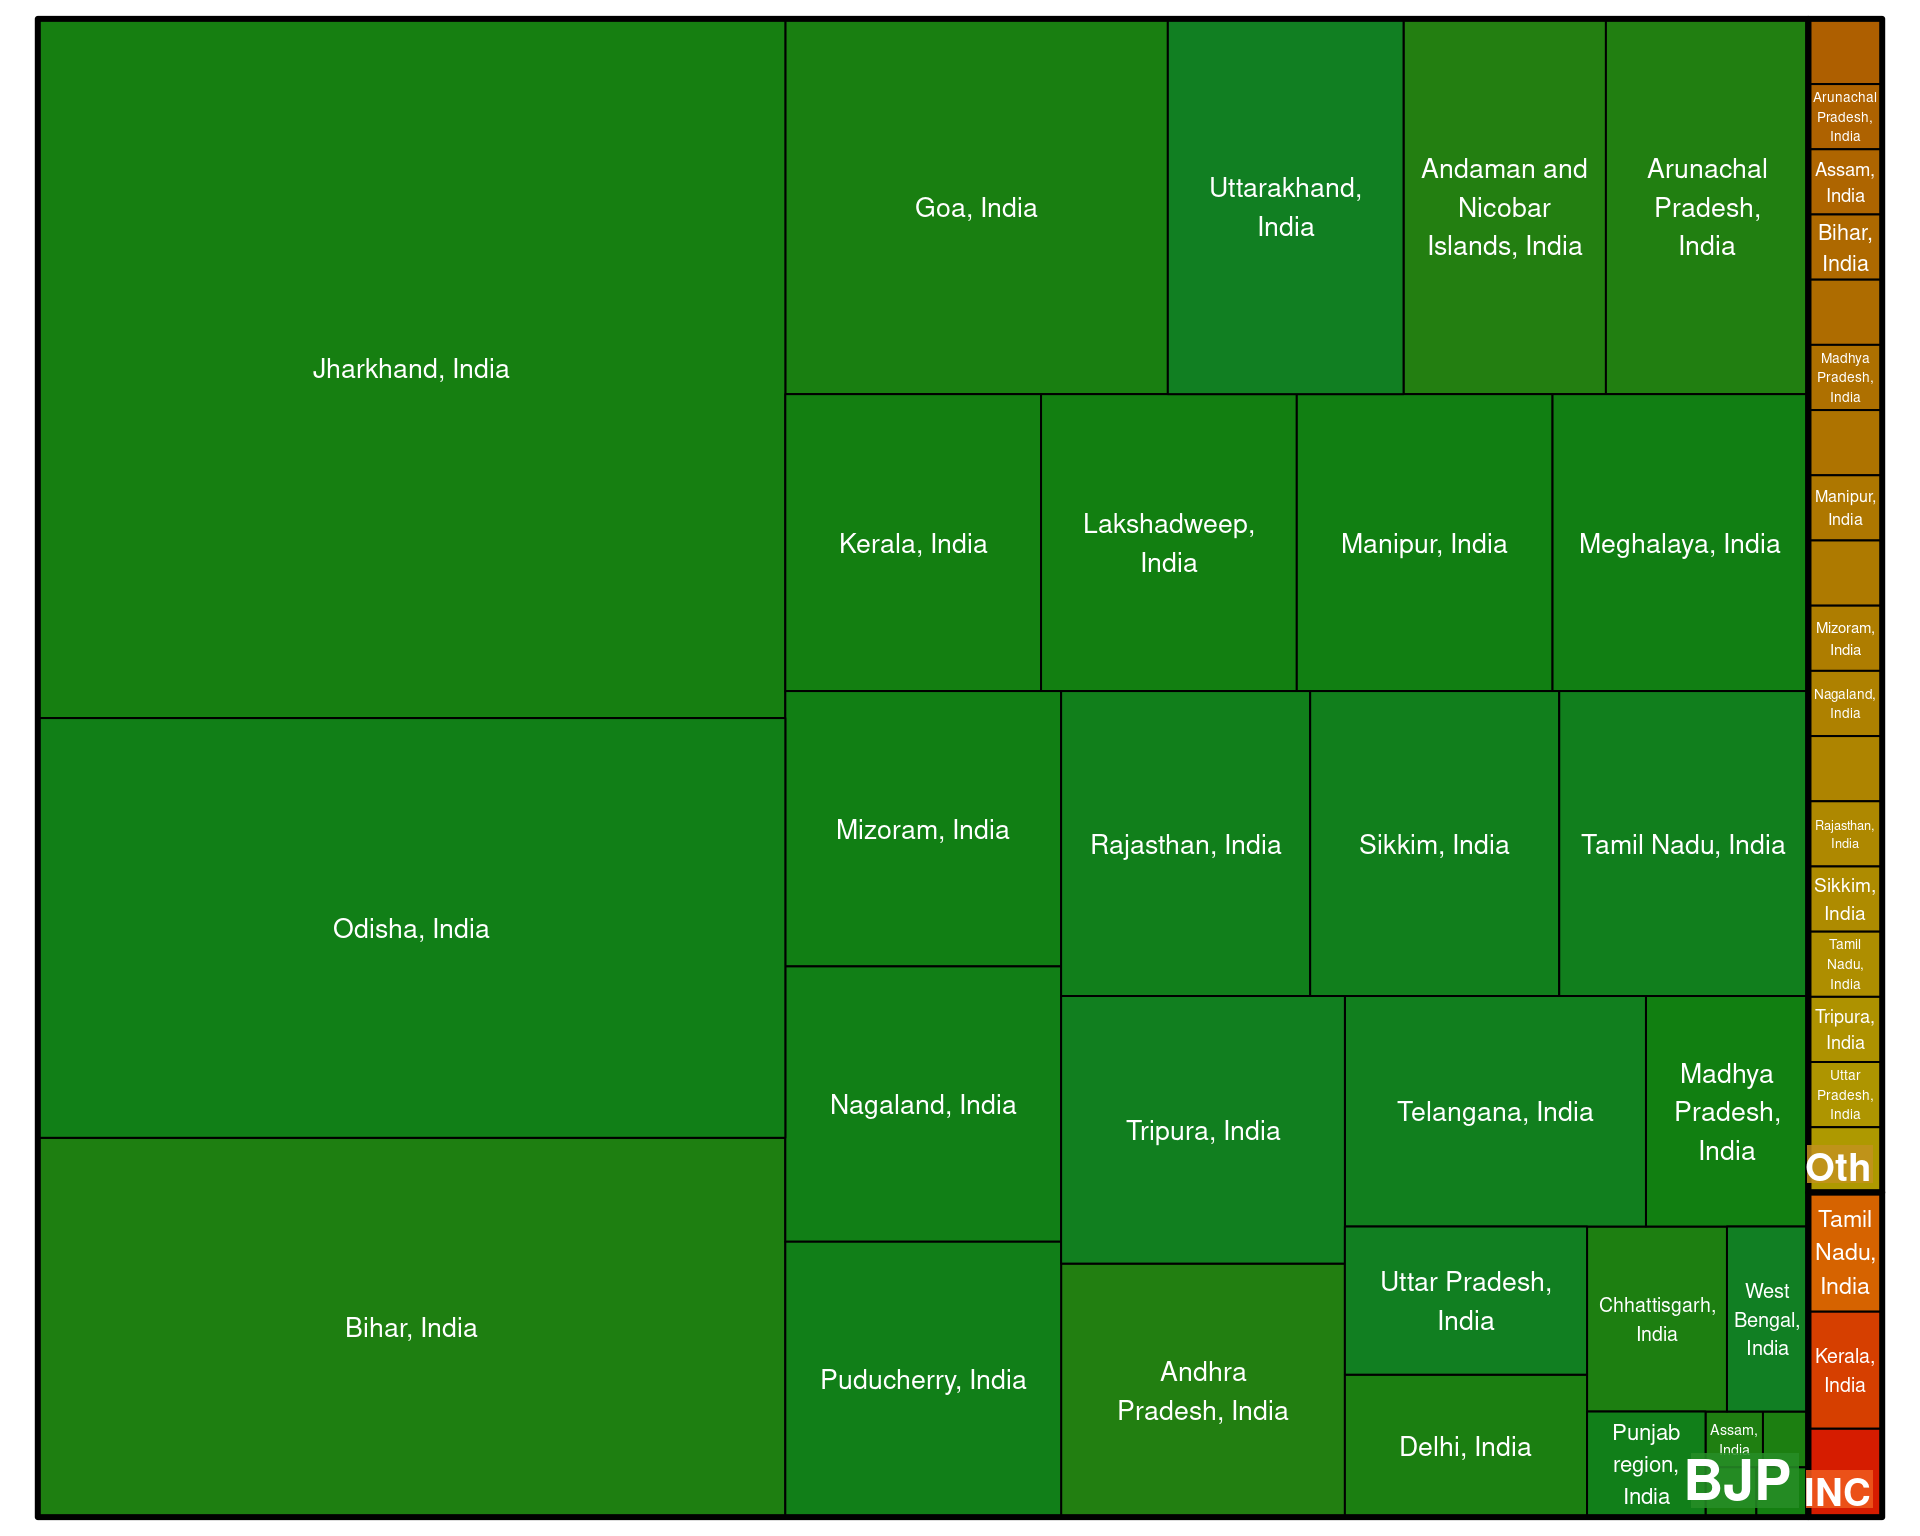 Jharkhand, India
Odisha, India
Bihar, India
Goa, India
Uttarakhand,
India
Andaman and
Nicobar
Islands, India
Arunachal
Pradesh,
India
Kerala, India
Lakshadweep,
India
Manipur, India
Meghalaya, India
Mizoram, India
Nagaland, India
Puducherry, India
Rajasthan, India
Sikkim, India
Tamil Nadu, India
Tripura, India
Telangana, India
Madhya
Pradesh,
India
Andhra
Pradesh, India
Uttar Pradesh,
India
Delhi, India
Chhattisgarh,
India
West
Bengal,
India
Punjab
region,
India
Assam,
India
BJP
Arunachal
Pradesh,
India
Assam,
India
Bihar,
India
Madhya
Pradesh,
India
Manipur,
India
Mizoram,
India
Nagaland,
India
Rajasthan,
India
Sikkim,
India
Tamil
Nadu,
India
Tripura,
India
Uttar
Pradesh,
India
Oth
Tamil
Nadu,
India
Kerala,
India
INC